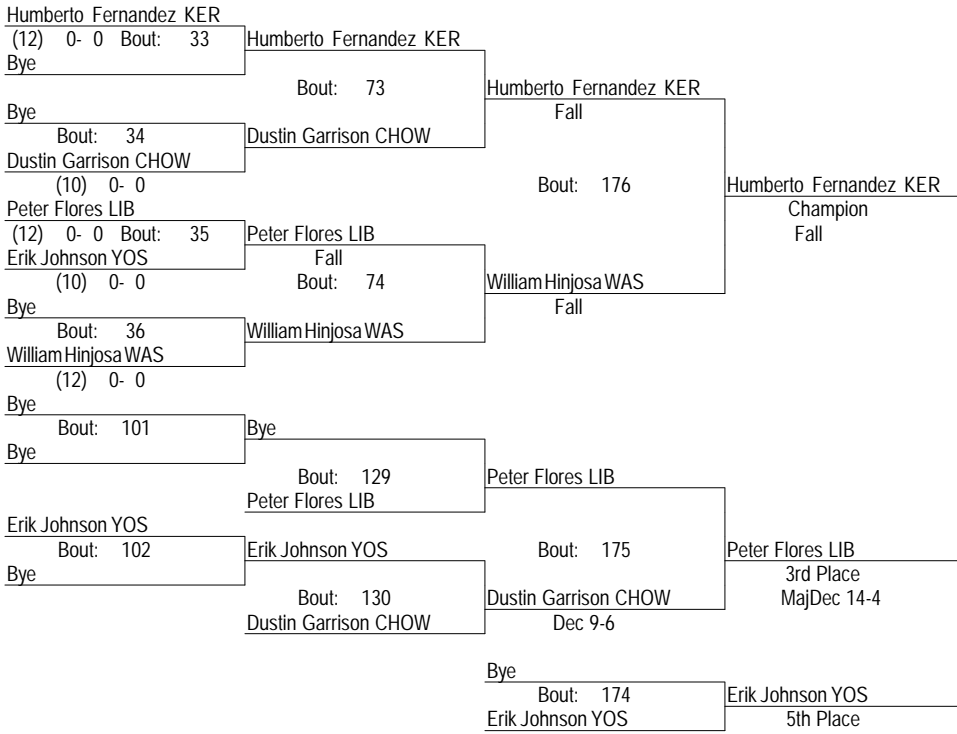 Humberto Fernandez KER
(12) 0- 0 Bout: 33 Humberto Fernandez KER
Bye
Bout: 73 Humberto Fernandez KER
Bye Fall
Bout: 34 Dustin Garrison CHOW
Dustin Garrison CHOW
(10) 0- 0 Bout: 176 Humberto Fernandez KER
Peter Flores LIB Champion
(12) 0- 0 Bout: 35 Peter Flores LIB Fall
Erik Johnson YOS Fall
(10) 0- 0 Bout: 74 William Hinjosa WAS
Bye Fall
Bout: 36 William Hinjosa WAS
William Hinjosa WAS
(12) 0- 0
Bye
Bout: 101 Bye
Bye
Bout: 129 Peter Flores LIB
Peter Flores LIB
Erik Johnson YOS
Bout: 102 Erik Johnson YOS Bout: 175 Peter Flores LIB
Bye 3rd Place
Bout: 130 Dustin Garrison CHOW MajDec 14-4
Dustin Garrison CHOW Dec 9-6
Bye
Bout: 174 Erik Johnson YOS
Erik Johnson YOS 5th Place